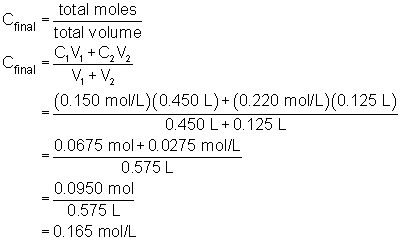 C_final = total moles / total volume
C_final = C₁V₁ + C₂V₂ / V₁ + V₂
= (0.150 mol/L)(0.450 L) + (0.220 mol/L)(0.125 L) / 0.450 L + 0.125 L
= 0.0675 mol + 0.0275 mol/L / 0.575 L
= 0.0950 mol / 0.575 L
= 0.165 mol/L